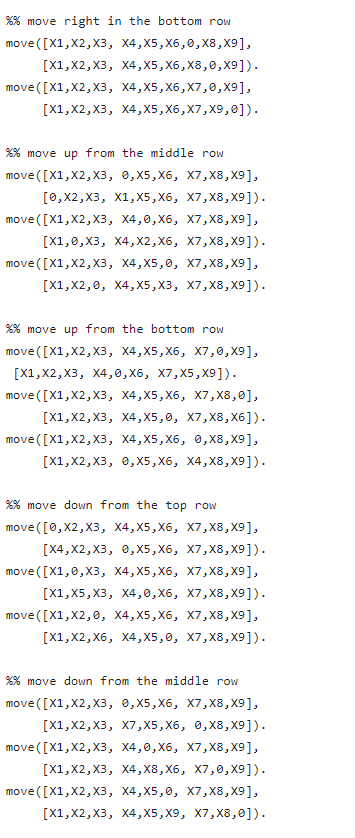 %% move right in the bottom row
move([X1,X2,X3, X4,X5,X6,0,X8,X9],
[X1,X2,X3, X4,X5,X6,X8,0,X9]).
move([X1,X2,X3, X4,X5,X6,X7,0,X9],
[X1,X2,X3, X4,X5,X6,X7,X9,0]).
%% move up from the middle row
move([X1,X2,X3, 0,X5,X6, X7,X8,X9],
[0,X2,X3, X1,X5,X6, X7,X8,X9]).
move([X1,X2,X3, X4,0,X6, X7,X8,X9],
[X1,0,X3, X4,X2,X6, X7,X8,X9]).
move([X1,X2,X3, X4,X5,0, X7,X8,X9],
[X1,X2,0, X4,X5,X3, X7,X8,X9]).
%% move up from the bottom row
move([X1,X2,X3, X4,X5,X6, X7,0,X9],
[X1,X2,X3, X4,0,X6, X7,X5,X9]).
move([X1,X2,X3, X4,X5,X6, X7,X8,0],
[X1,X2,X3, X4,X5,0, X7,X8,X6]).
move([X1,X2,X3, X4,X5,X6, 0,X8,X9],
[X1,X2,X3, 0,X5,X6, X4,X8,X9]).
%% move down from the top row
move([0,X2,X3, X4,X5,X6, X7,X8,X9],
[X4,X2,X3, 0,X5,X6, X7,X8,X9]).
move([X1,0,X3, X4,X5,X6, X7,X8,X9],
[X1,X5,X3, X4,0,X6, X7,X8,X9]).
move([X1,X2,0, X4,X5,X6, X7,X8,X9],
[X1,X2,X6, X4,X5,0, X7,X8,X9]).
%% move down from the middle row
move([X1,X2,X3, 0,X5,X6, X7,X8,X9],
[X1,X2,X3, X7,X5,X6, 0,X8,X9]).
move([X1,X2,X3, X4,0,X6, X7,X8,X9],
[X1,X2,X3, X4,X8,X6, X7,0,X9]).
move([X1,X2,X3, X4,X5,0, X7,X8,X9],
[X1,X2,X3, X4,X5,X9, X7,X8,0]).